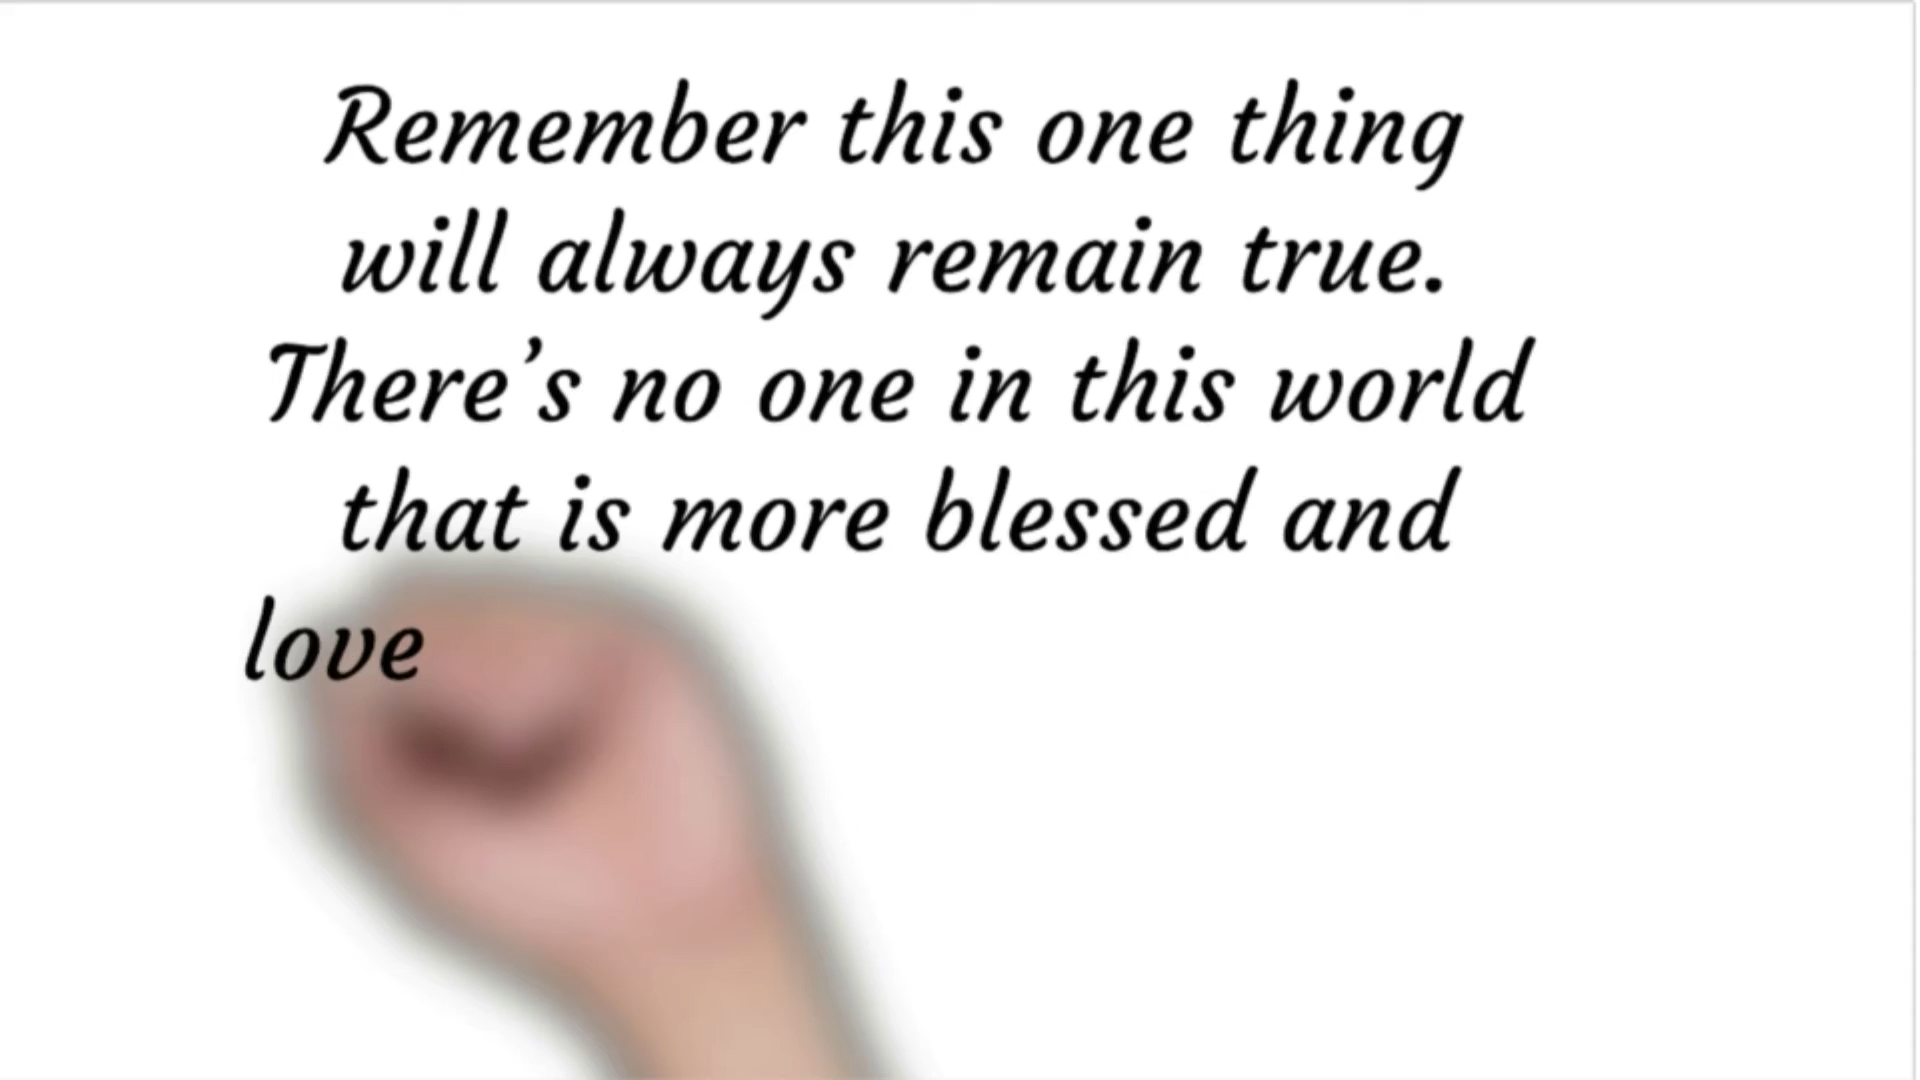 Remember this one thing
will always remain true.
There’s no one in this world
that is more blessed and
love